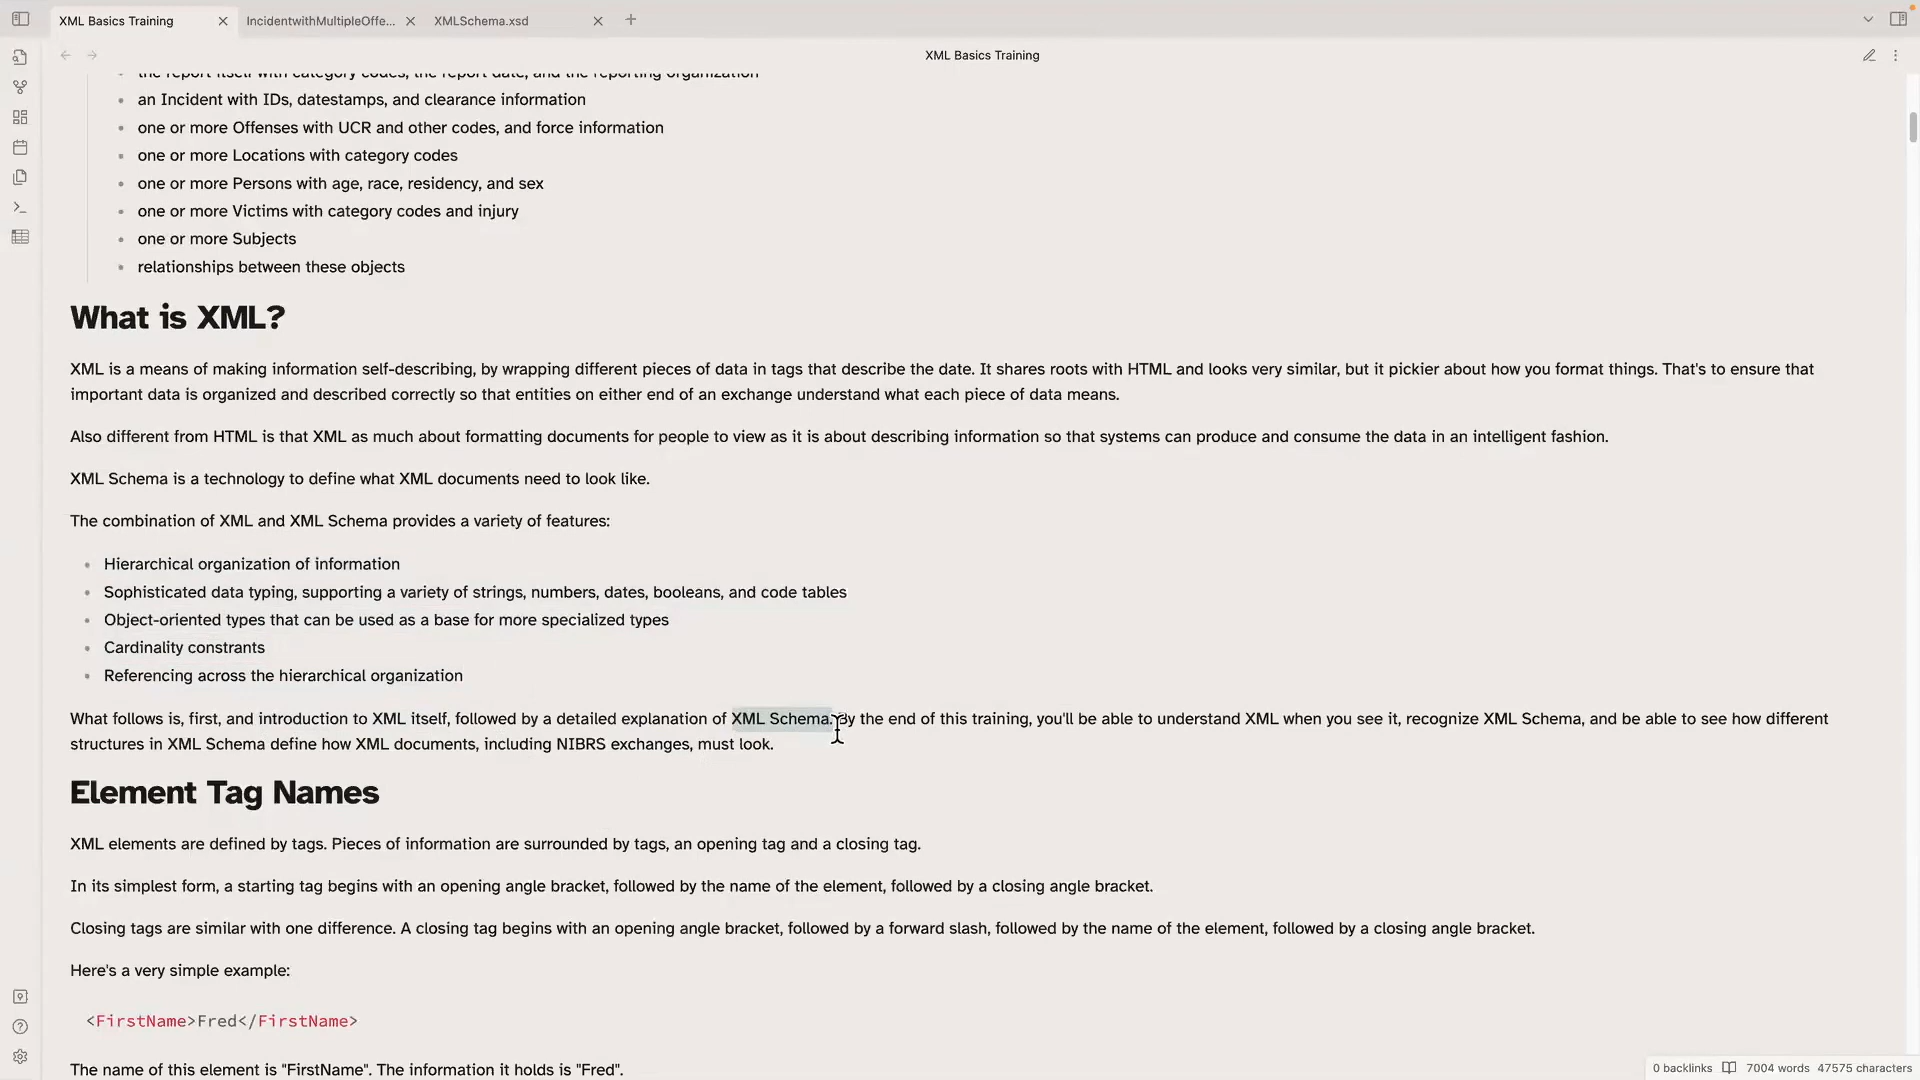 XML Basics Training
IncidentwithMultipleOffe...
XMLSchema.xsd
XML Basics Training
the report itself with category codes, the report date, and the reporting organization
an Incident with IDs, datestamps, and clearance information
one or more Offenses with UCR and other codes, and force information
one or more Locations with category codes
one or more Persons with age, race, residency, and sex
one or more Victims with category codes and injury
one or more Subjects
relationships between these objects
What is XML?
XML is a means of making information self-describing, by wrapping different pieces of data in tags that describe the date. It shares roots with HTML and looks very similar, but it pickier about how you format things. That's to ensure that
important data is organized and described correctly so that entities on either end of an exchange understand what each piece of data means.
Also different from HTML is that XML as much about formatting documents for people to view as it is about describing information so that systems can produce and consume the data in an intelligent fashion.
XML Schema is a technology to define what XML documents need to look like.
The combination of XML and XML Schema provides a variety of features:
Hierarchical organization of information
Sophisticated data typing, supporting a variety of strings, numbers, dates, booleans, and code tables
Object-oriented types that can be used as a base for more specialized types
Cardinality constrants
Referencing across the hierarchical organization
What follows is, first, and introduction to XML itself, followed by a detailed explanation of XML Schema. By the end of this training, you'll be able to understand XML when you see it, recognize XML Schema, and be able to see how different
structures in XML Schema define how XML documents, including NIBRS exchanges, must look.
Element Tag Names
XML elements are defined by tags. Pieces of information are surrounded by tags, an opening tag and a closing tag.
In its simplest form, a starting tag begins with an opening angle bracket, followed by the name of the element, followed by a closing angle bracket.
Closing tags are similar with one difference. A closing tag begins with an opening angle bracket, followed by a forward slash, followed by the name of the element, followed by a closing angle bracket.
Here's a very simple example:
<FirstName>Fred</FirstName>
The name of this element is "FirstName". The information it holds is "Fred".
0 backlinks 7004 words 47575 characters